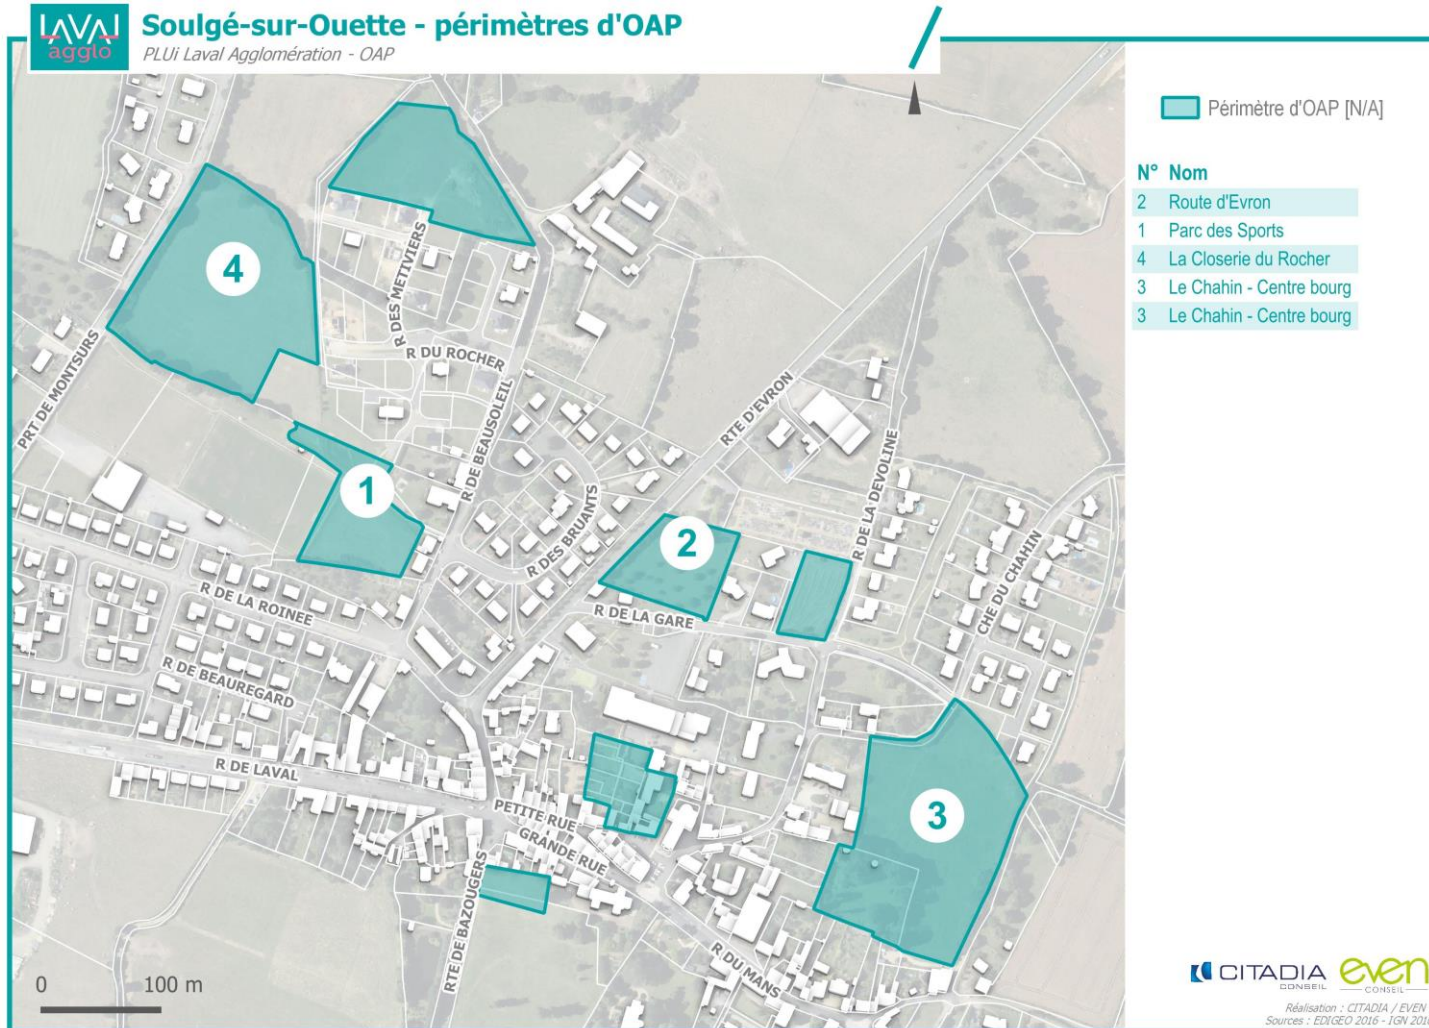 LAVAL
agglo
Soulgé-sur-Ouette - périmètres d'OAP
PLUi Laval Agglomération - OAP
Périmètre d'OAP [N/A]
N° Nom
2 Route d'Evron
1 Parc des Sports
4 La Closerie du Rocher
3 Le Chahin - Centre bourg
3 Le Chahin - Centre bourg
4
R DES METIVIERS
R DU ROCHER
PRT DE MONTSURS
R DE BEAUSOLEIL
RTE D'EVRON
R DE LA DEVOLINE
1
R DES BRUANTS
2
CHE DU CHAHIN
R DE LA ROINEE
R DE LA GARE
R DE BEAUREGARD
R DE LAVAL
PETITE RUE
GRANDE RUE
3
RTE DE BAZOUGERS
R DU MANS
0 100 m
CITADIA
CONSEIL
even
CONSEIL
Réalisation : CITADIA / EVEN
Sources : EDIGEO 2016 - IGN 2016